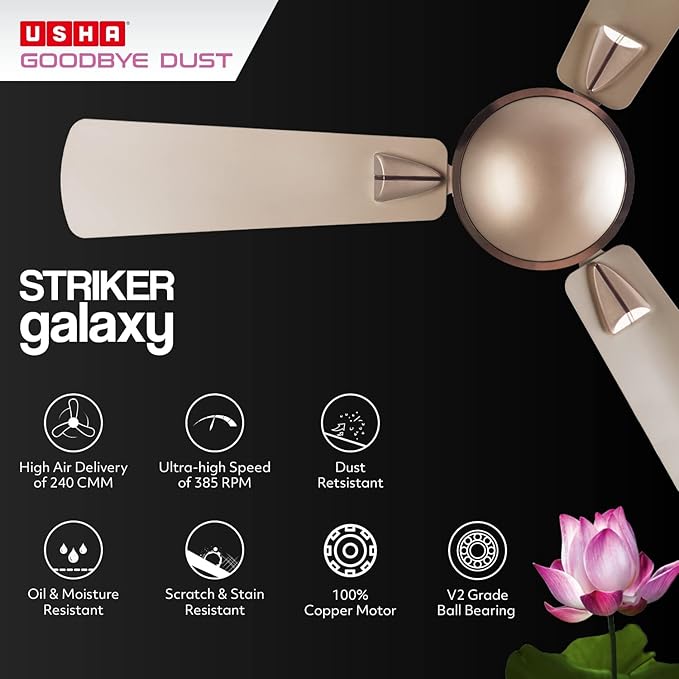 USHA
GOODBYE DUST
STRIKER
galaxy
High Air Delivery
of 240 CMM
Ultra-high Speed
of 385 RPM
Dust
Retsistant
Oil & Moisture
Resistant
Scratch & Stain
Resistant
100%
Copper Motor
V2 Grade
Ball Bearing